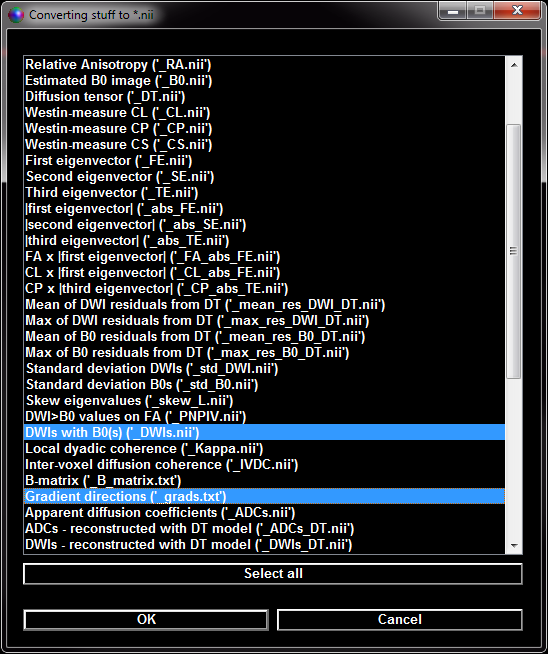 Converting stuff to *.nii
Relative Anisotropy ('_RA.nii')
Estimated B0 image ('_B0.nii')
Diffusion tensor ('_DT.nii')
Westin-measure CL ('_CL.nii')
Westin-measure CP ('_CP.nii')
Westin-measure CS ('_CS.nii')
First eigenvector ('_FE.nii')
Second eigenvector ('_SE.nii')
Third eigenvector ('_TE.nii')
|first eigenvector| ('_abs_FE.nii')
|second eigenvector| ('_abs_SE.nii')
|third eigenvector| ('_abs_TE.nii')
FA x |first eigenvector| ('_FA_abs_FE.nii')
CL x |first eigenvector| ('_CL_abs_FE.nii')
CP x |third eigenvector| ('_CP_abs_TE.nii')
Mean of DWI residuals from DT ('_mean_res_DWI_DT.nii')
Max of DWI residuals from DT ('_max_res_DWI_DT.nii')
Mean of B0 residuals from DT ('_mean_res_B0_DT.nii')
Max of B0 residuals from DT ('_max_res_B0_DT.nii')
Standard deviation DWIs ('_std_DWI.nii')
Standard deviation B0s ('_std_B0.nii')
Skew eigenvalues ('_skew_L.nii')
DWI>B0 values on FA ('_PNPIV.nii')
DWIs with B0(s) ('_DWIs.nii')
Local dyadic coherence ('_Kappa.nii')
Inter-voxel diffusion coherence ('_IVDC.nii')
B-matrix ('_B_matrix.txt')
Gradient directions ('_grads.txt')
Apparent diffusion coefficients ('_ADCs.nii')
ADCs - reconstructed with DT model ('_ADCs_DT.nii')
DWIs - reconstructed with DT model ('_DWIs_DT.nii')
Select all
OK
Cancel